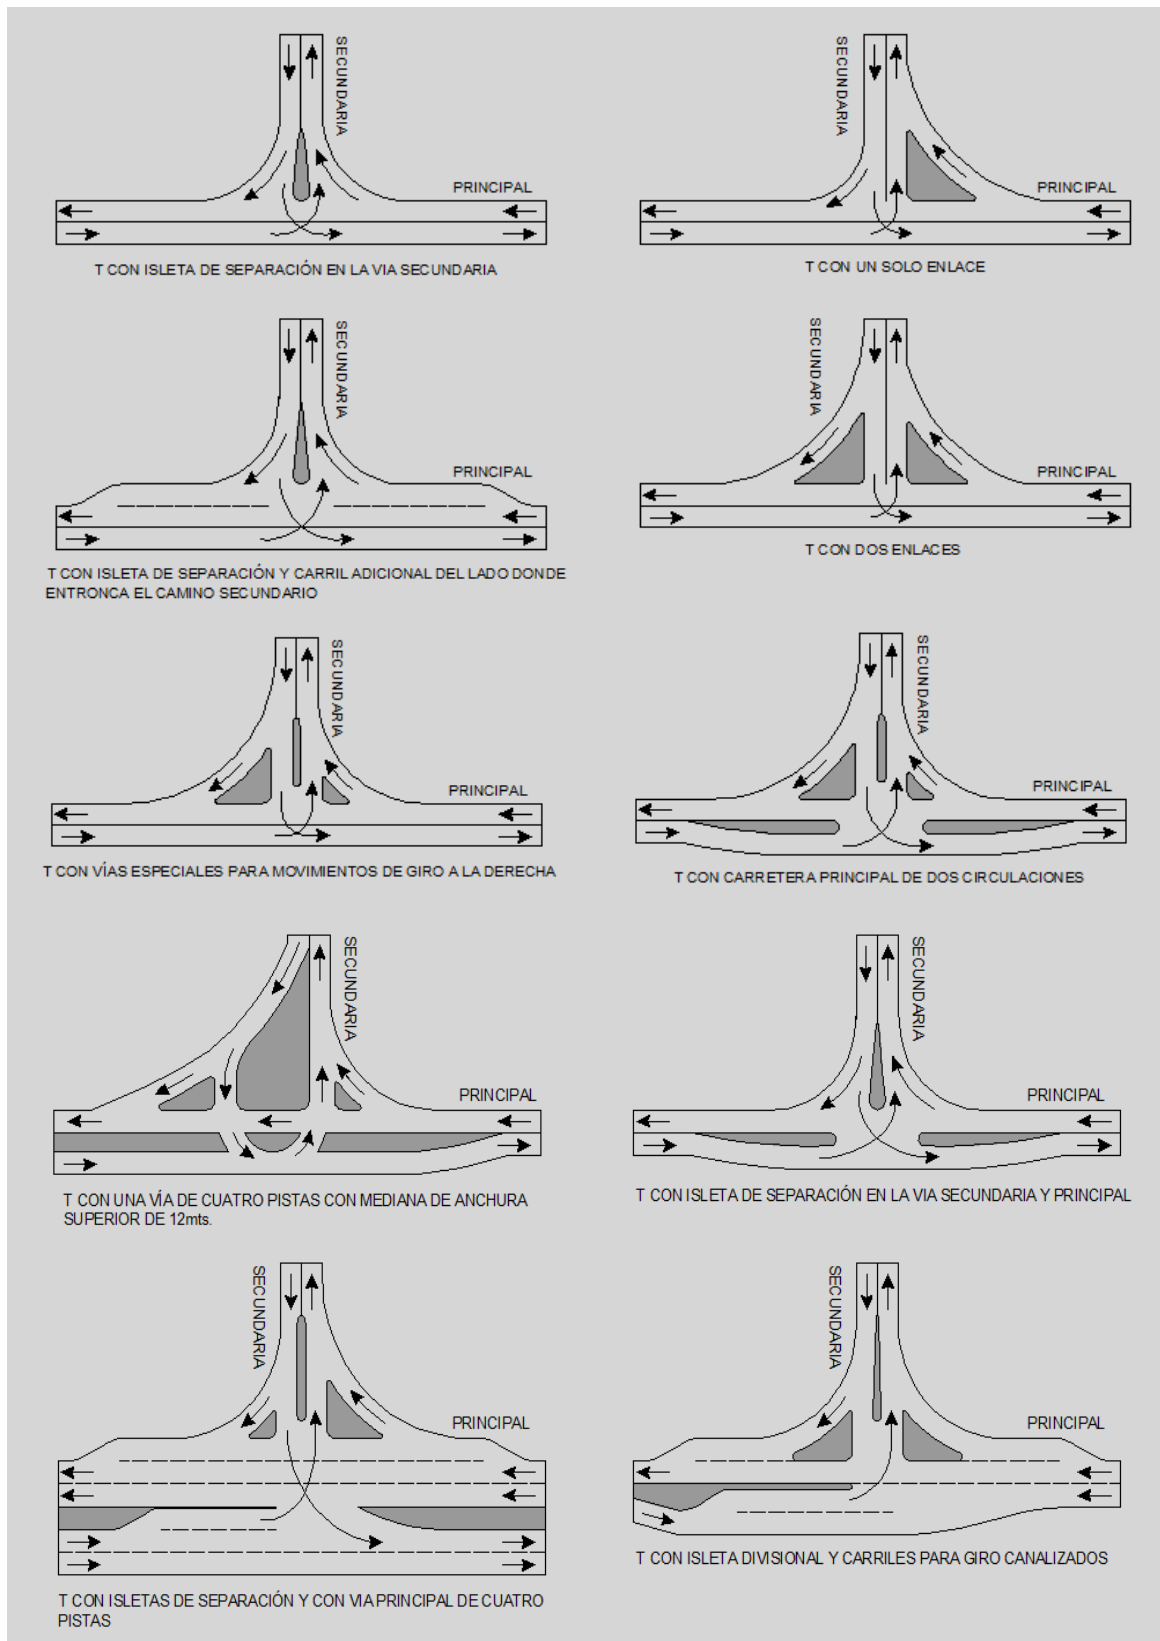 SECUNDARIA
PRINCIPAL
T CON ISLETA DE SEPARACIÓN EN LA VIA SECUNDARIA
SECUNDARIA
PRINCIPAL
T CON UN SOLO ENLACE
SECUNDARIA
PRINCIPAL
T CON ISLETA DE SEPARACIÓN Y CARRIL ADICIONAL DEL LADO DONDE
ENTRONCA EL CAMINO SECUNDARIO
SECUNDARIA
PRINCIPAL
T CON DOS ENLACES
SECUNDARIA
PRINCIPAL
T CON VÍAS ESPECIALES PARA MOVIMIENTOS DE GIRO A LA DERECHA
SECUNDARIA
PRINCIPAL
T CON CARRETERA PRINCIPAL DE DOS CIRCULACIONES
SECUNDARIA
PRINCIPAL
T CON UNA VÍA DE CUATRO PISTAS CON MEDIANA DE ANCHURA
SUPERIOR DE 12mts.
SECUNDARIA
PRINCIPAL
T CON ISLETA DE SEPARACIÓN EN LA VIA SECUNDARIA Y PRINCIPAL
SECUNDARIA
PRINCIPAL
T CON ISLETAS DE SEPARACIÓN Y CON VIA PRINCIPAL DE CUATRO
PISTAS
SECUNDARIA
PRINCIPAL
T CON ISLETA DIVISIONAL Y CARRILES PARA GIRO CANALIZADOS